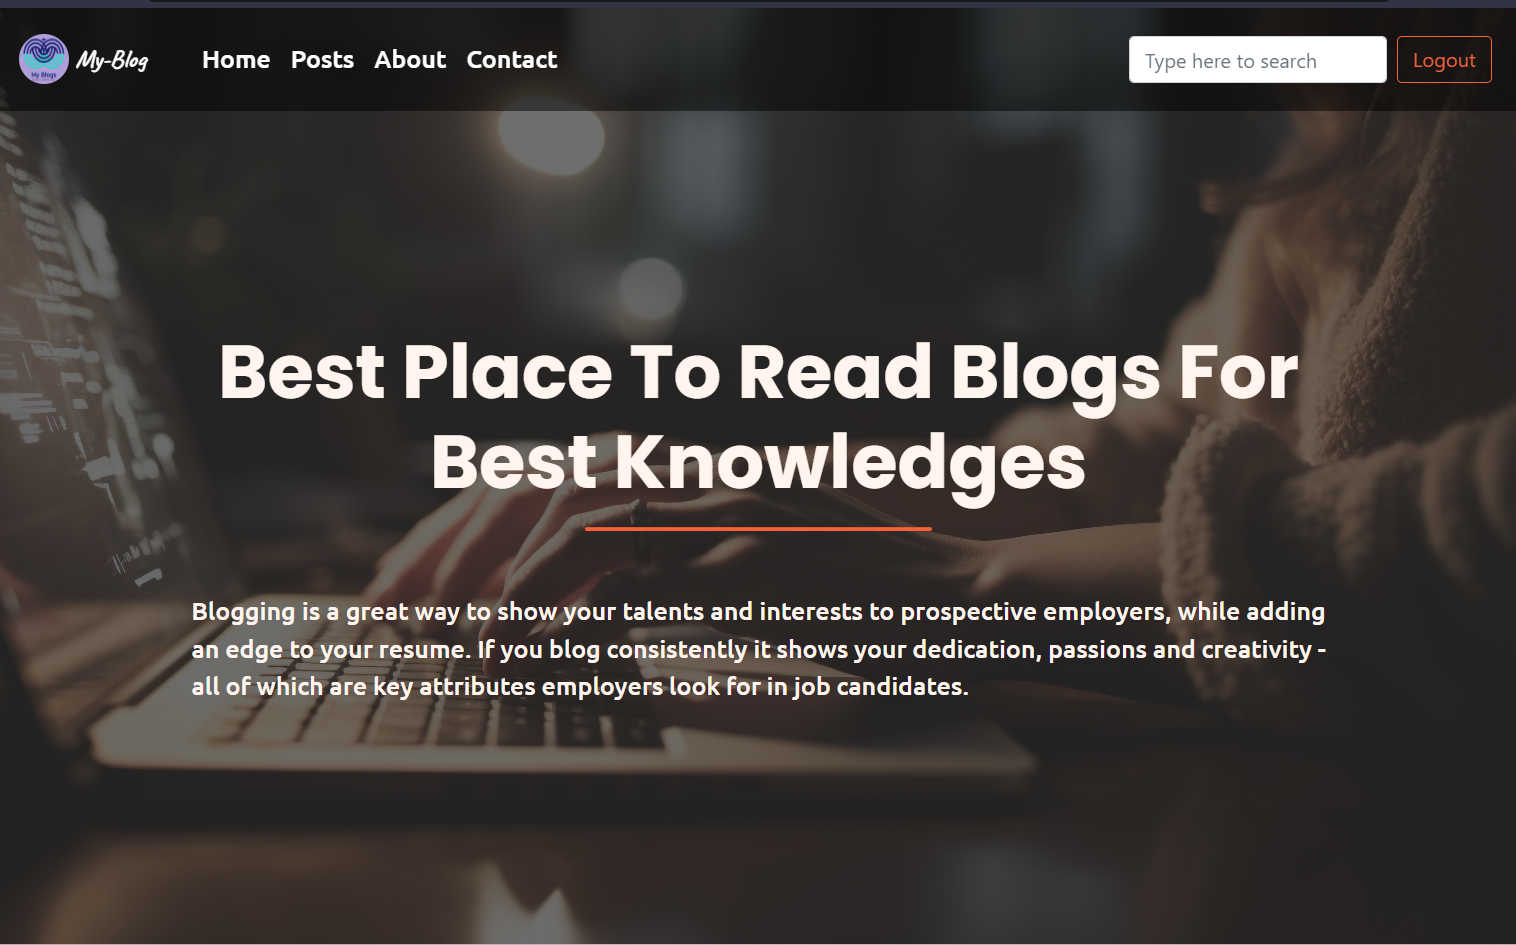 My Blogs
My-Blog
Home Posts About Contact
Type here to search
Logout
Best Place To Read Blogs For
Best Knowledges
Blogging is a great way to show your talents and interests to prospective employers, while adding
an edge to your resume. If you blog consistently it shows your dedication, passions and creativity -
all of which are key attributes employers look for in job candidates.